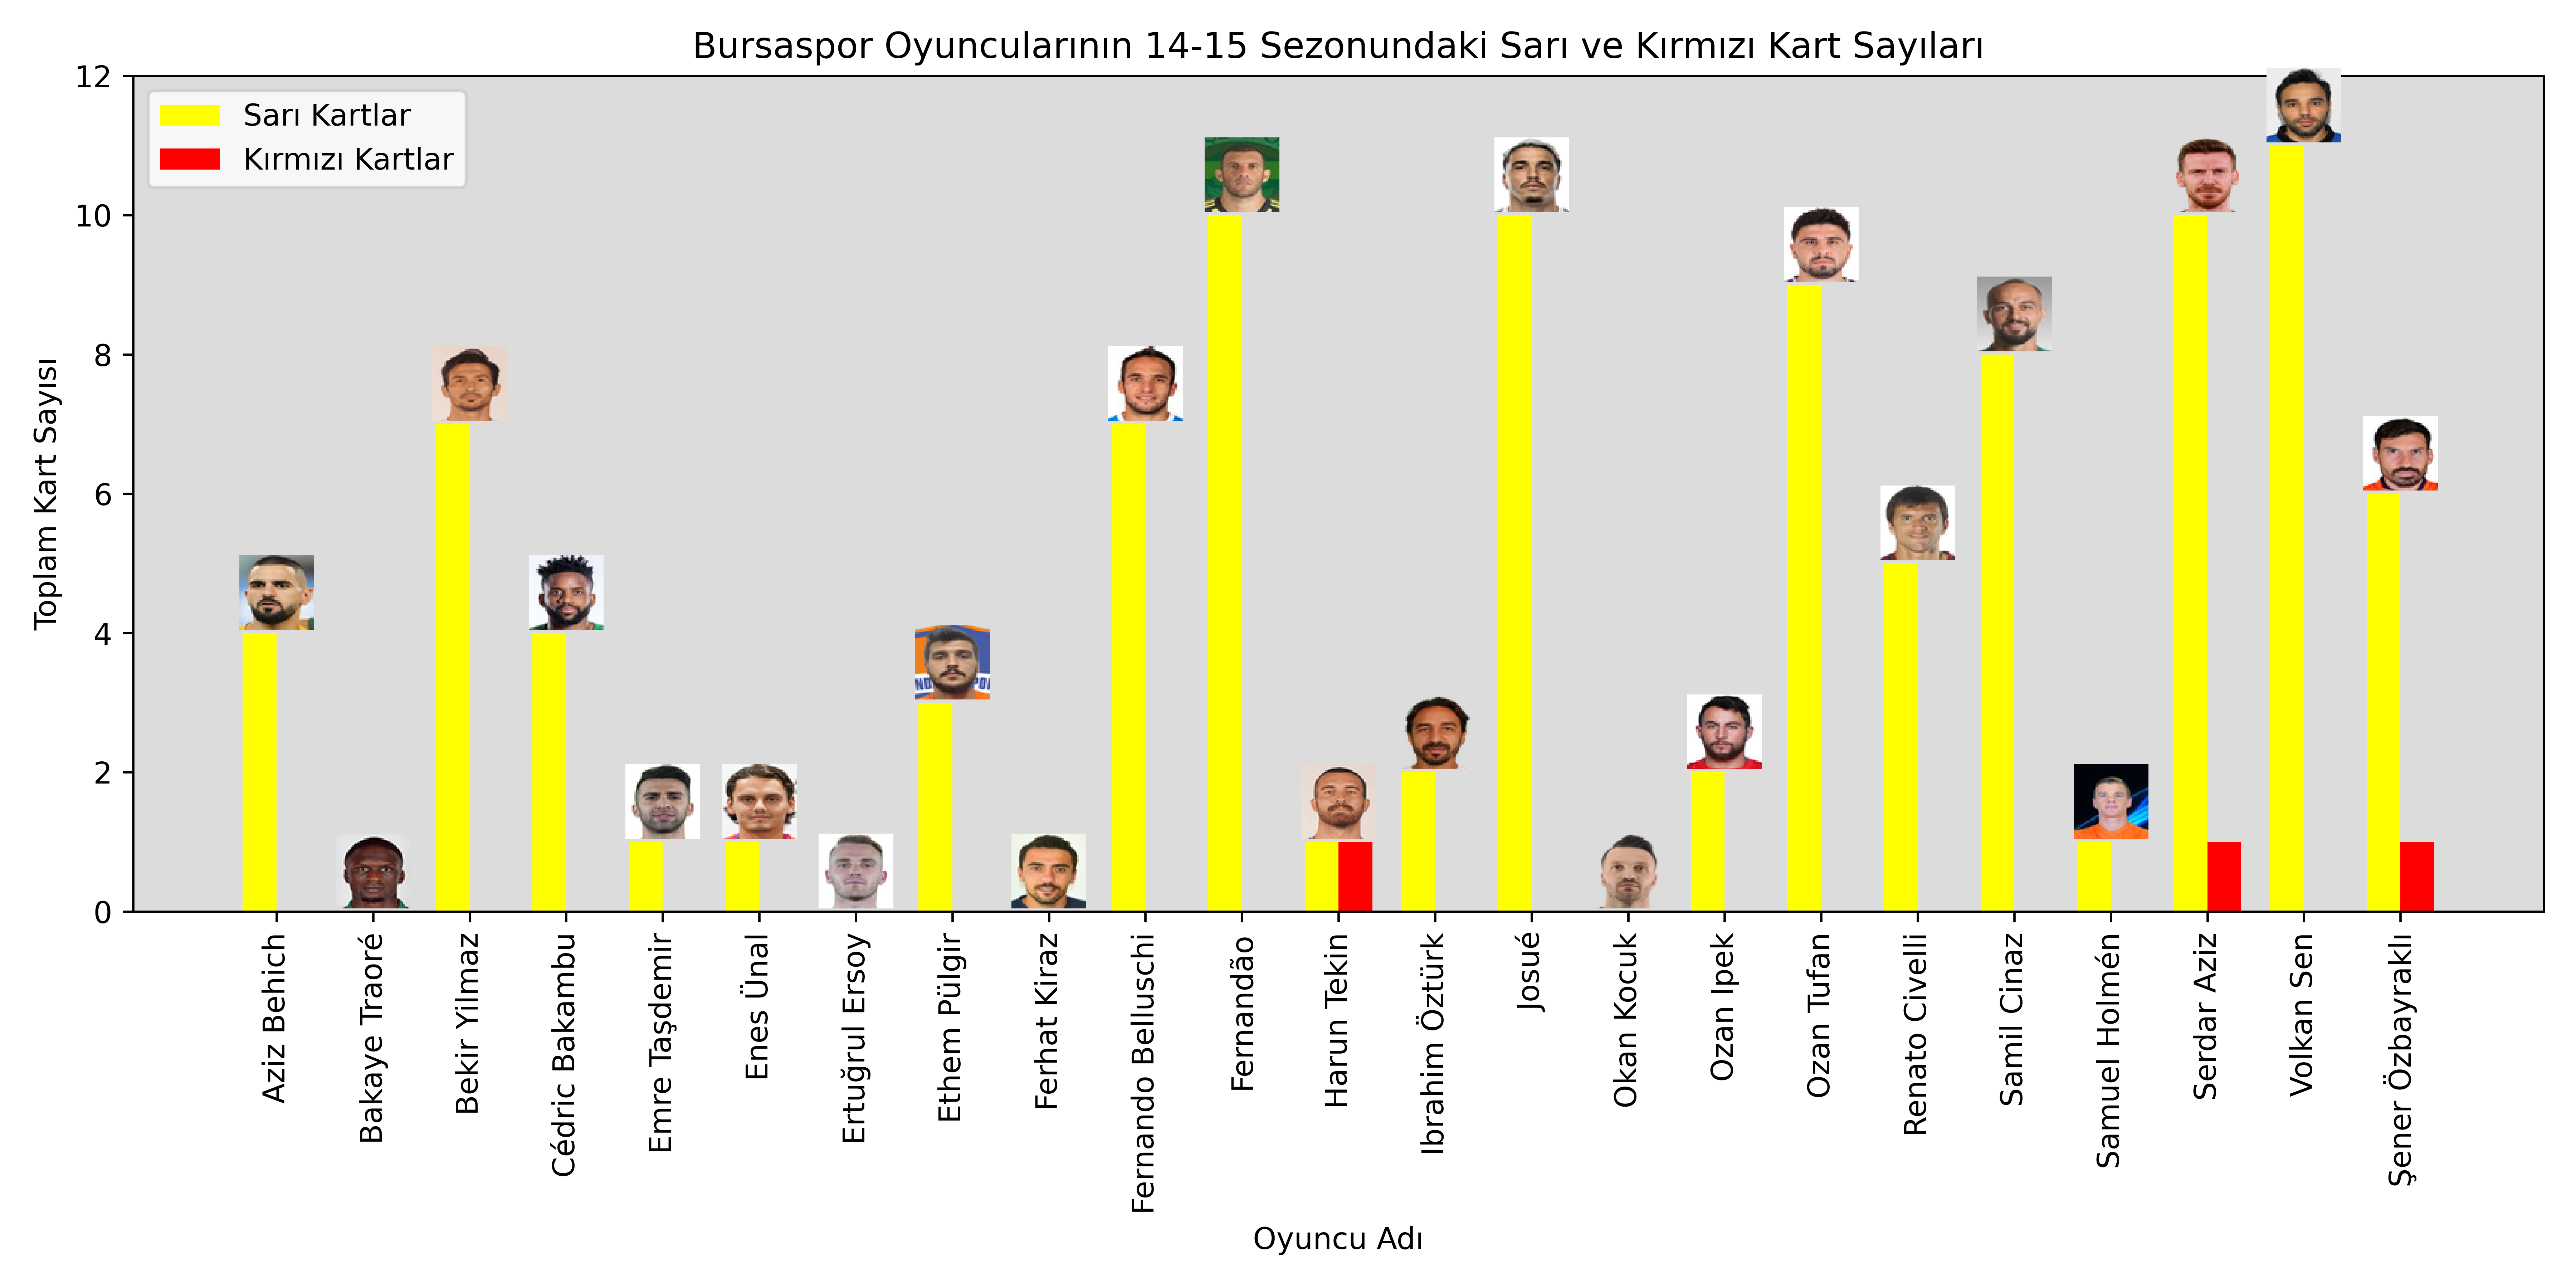 Bursaspor Oyuncularının 14-15 Sezonundaki Sarı ve Kırmızı Kart Sayıları
Sarı Kartlar
Kırmızı Kartlar
Toplam Kart Sayısı
12
10
8
6
4
2
0
Aziz Behich
Bakaye Traoré
Bekir Yilmaz
Cédric Bakambu
Emre Taşdemir
Enes Ünal
Ertuğrul Ersoy
Ethem Pülgir
Ferhat Kiraz
Fernando Belluschi
Fernandão
Harun Tekin
Ibrahim Öztürk
Josué
Okan Kocuk
Ozan Ipek
Ozan Tufan
Renato Civelli
Samil Cinaz
Samuel Holmén
Serdar Aziz
Volkan Sen
Şener Özbayraklı
Oyuncu Adı